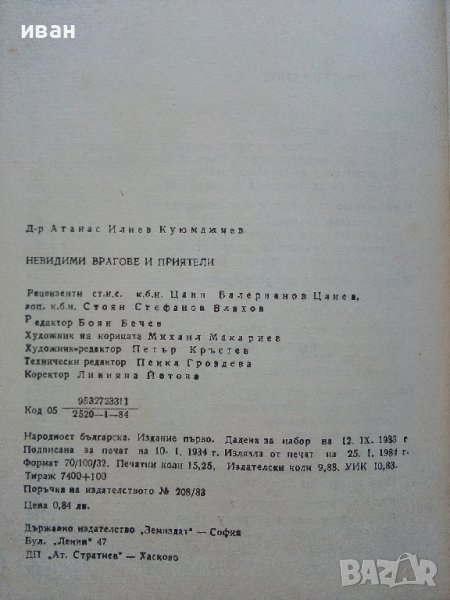 иван
Д-р Атанас Илиев Куюмджиев
НЕВИДИМИ ВРАГОВЕ И ПРИЯТЕЛИ
Рецензенти ст.н.с. к.б.н. Цани Валерианов Цанев,
доц. к.б.н. Стоян Стефанов Влахов
Редактор Боян Бечев
Художник на корицата Михаил Макариев
Художник-редактор Петър Кръстев
Технически редактор Пенка Гроздева
Коректор Ливияна Йотова
9532723311
Код 05
2520—1—84
Народност българска. Издание първо. Дадена за набор на 12. IX. 1983 г
Подписана за печат на 10· I. 1984 г. Излязла от печат на 25. I. 1984 г.
Формат 70/100/32. Печатни коли 15,25. Издателски коли 9,88. УИК 10,83.
Тираж 7400+100
Поръчка на издателството № 208/83
Цена 0,84 лв.
Държавно издателство „Земиздат" — София
Бул. „Ленин" 47
ДП „Ат. Стратиев" — Хасково
BAZAR